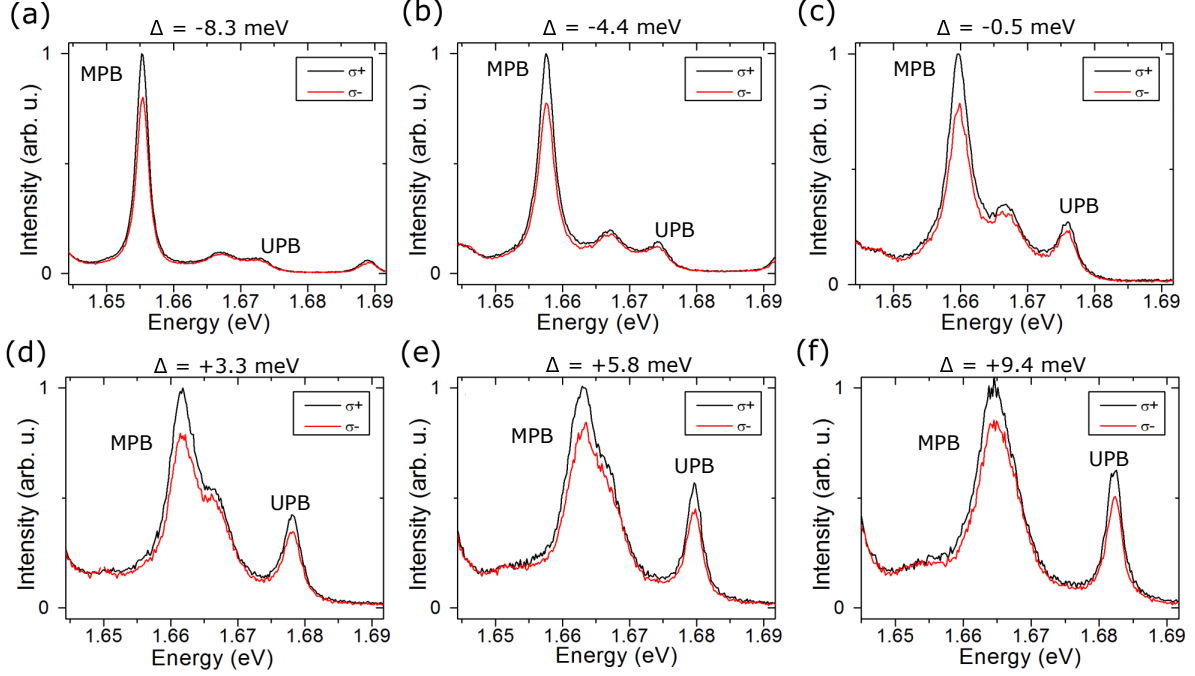 (a)
Δ = -8.3 meV
MPB
σ+
σ-
UPB
1
0
Intensity (arb. u.)
1.65 1.66 1.67 1.68 1.69
Energy (eV)
(b)
Δ = -4.4 meV
MPB
σ+
σ-
UPB
1
0
Intensity (arb. u.)
1.65 1.66 1.67 1.68 1.69
Energy (eV)
(c)
Δ = -0.5 meV
MPB
σ+
σ-
UPB
1
0
Intensity (arb. u.)
1.65 1.66 1.67 1.68 1.69
Energy (eV)
(d)
Δ = +3.3 meV
MPB
σ+
σ-
UPB
1
0
Intensity (arb. u.)
1.65 1.66 1.67 1.68 1.69
Energy (eV)
(e)
Δ = +5.8 meV
MPB
σ+
σ-
UPB
1
0
Intensity (arb. u.)
1.65 1.66 1.67 1.68 1.69
Energy (eV)
(f)
Δ = +9.4 meV
MPB
σ+
σ-
UPB
1
0
Intensity (arb. u.)
1.65 1.66 1.67 1.68 1.69
Energy (eV)